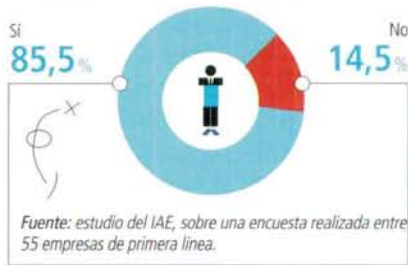 Sí
85,5%
No
14,5%
Fuente: estudio del IAE, sobre una encuesta realizada entre
55 empresas de primera línea.